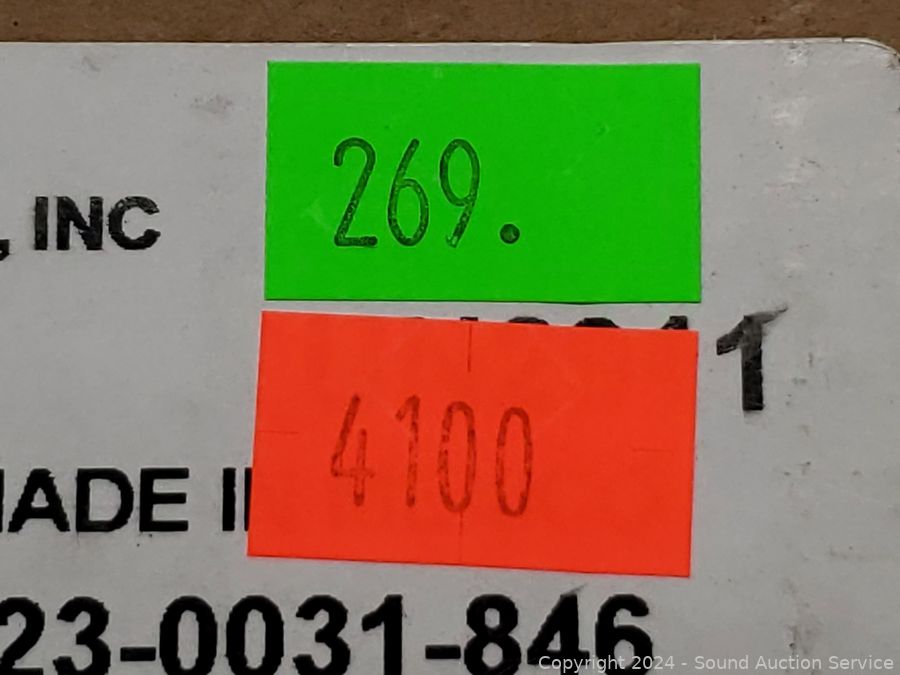 269.
, INC
1
4100
MADE I
23-0031-846
Copyright 2024 - Sound Auction Service